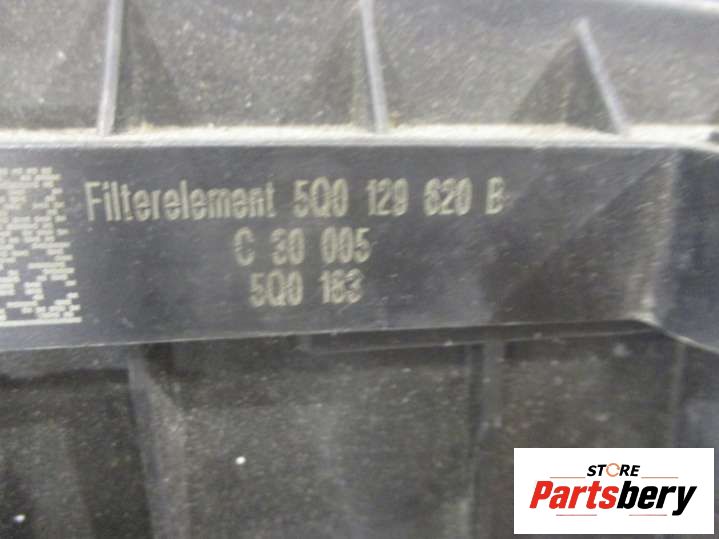 Filterelement 5Q0 129 620 B
C 30 005
5Q0 183
STORE
Partsbery